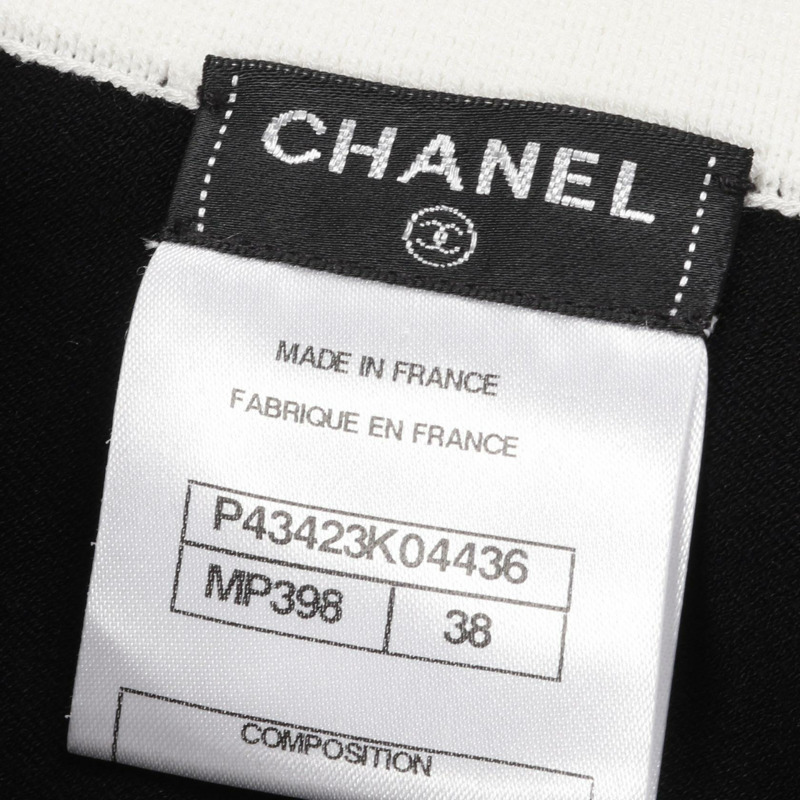 CHANEL
MADE IN FRANCE
FABRIQUE EN FRANCE
P43423K04436
MP398 38
COMPOSITION